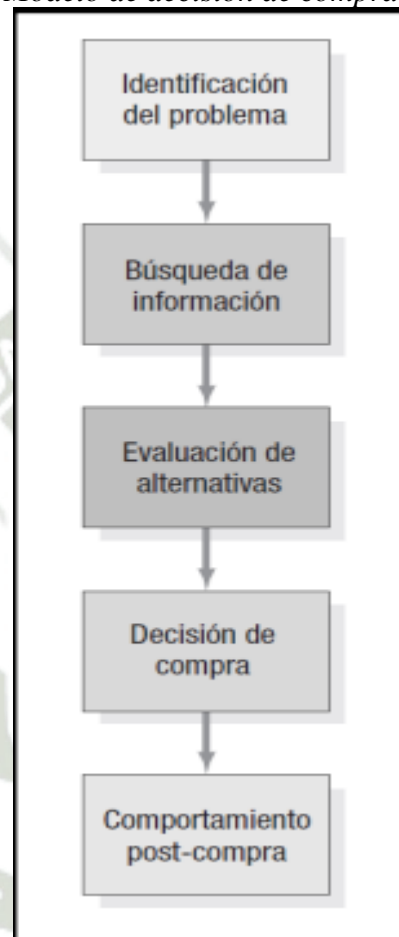 Modelo de decisión de compra
Identificación
del problema
Búsqueda de
información
Evaluación de
alternativas
Decisión de
compra
Comportamiento
post-compra